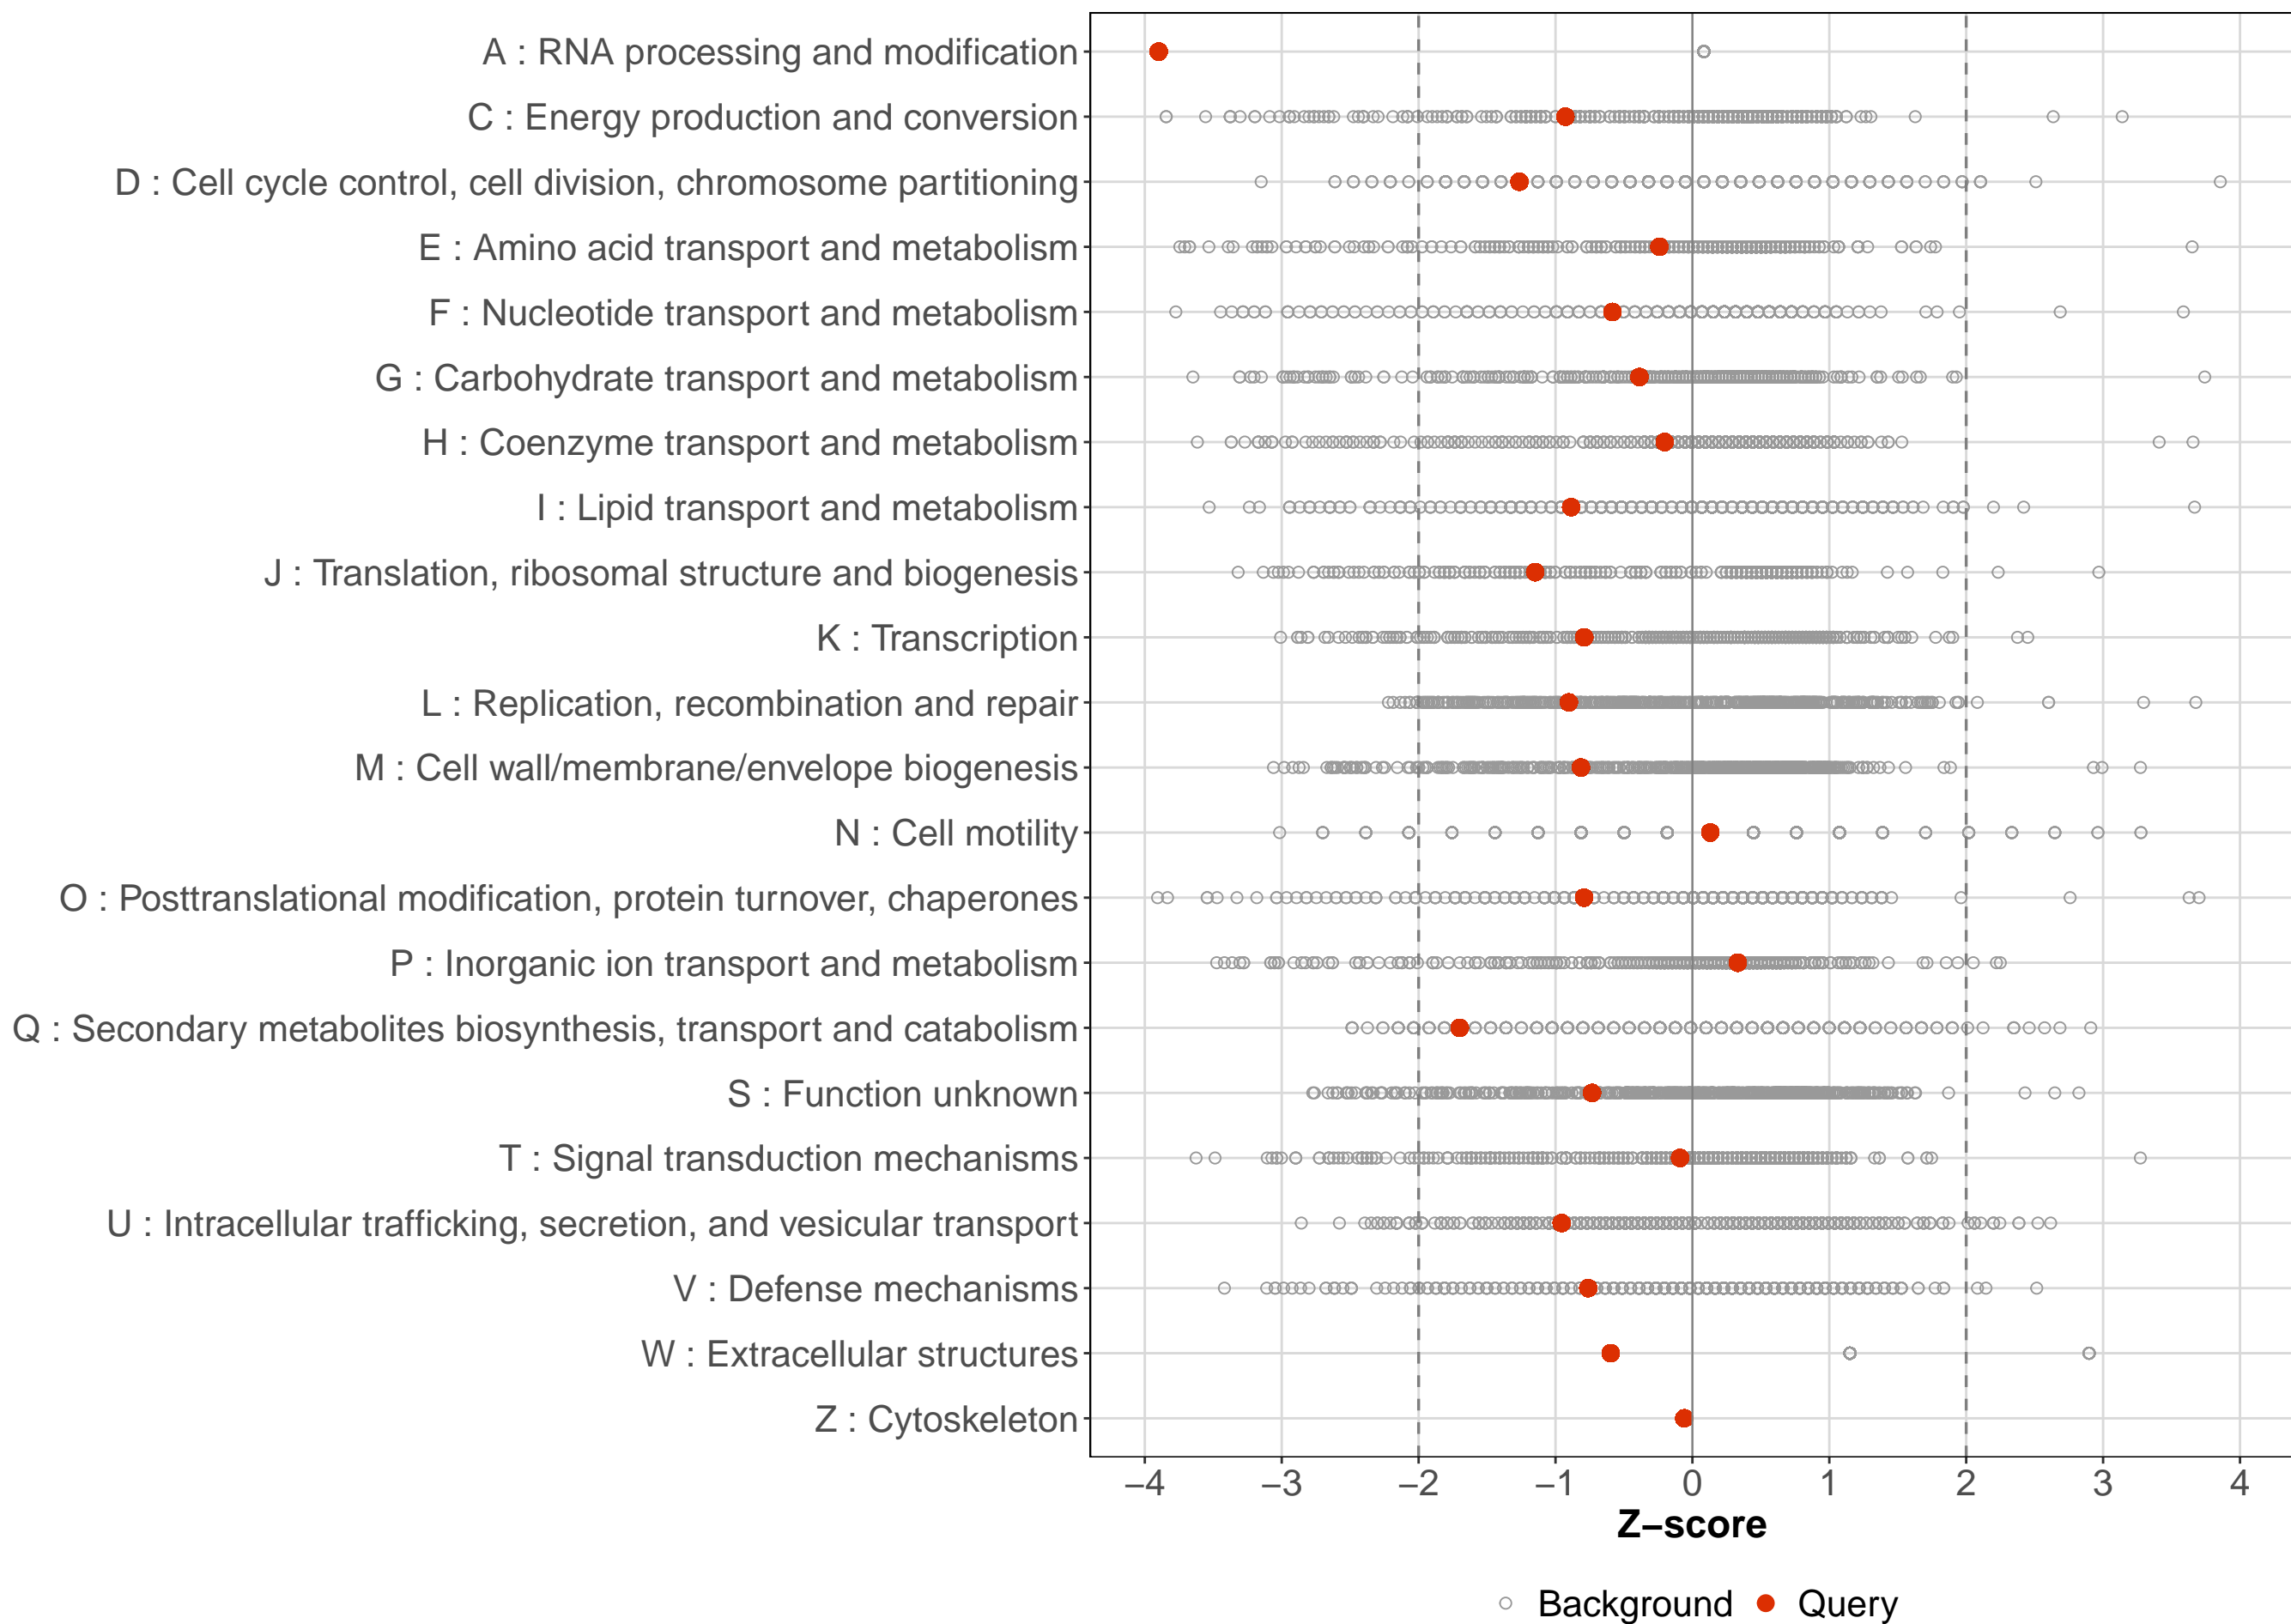 A : RNA processing and modification
C : Energy production and conversion
D : Cell cycle control, cell division, chromosome partitioning
E : Amino acid transport and metabolism
F : Nucleotide transport and metabolism
G : Carbohydrate transport and metabolism
H : Coenzyme transport and metabolism
I : Lipid transport and metabolism
J : Translation, ribosomal structure and biogenesis
K : Transcription
L : Replication, recombination and repair
M : Cell wall/membrane/envelope biogenesis
N : Cell motility
O : Posttranslational modification, protein turnover, chaperones
P : Inorganic ion transport and metabolism
Q : Secondary metabolites biosynthesis, transport and catabolism
S : Function unknown
T : Signal transduction mechanisms
U : Intracellular trafficking, secretion, and vesicular transport
V : Defense mechanisms
W : Extracellular structures
Z : Cytoskeleton
−4 −3 −2 −1 0 1 2 3 4
Z−score
Background Query